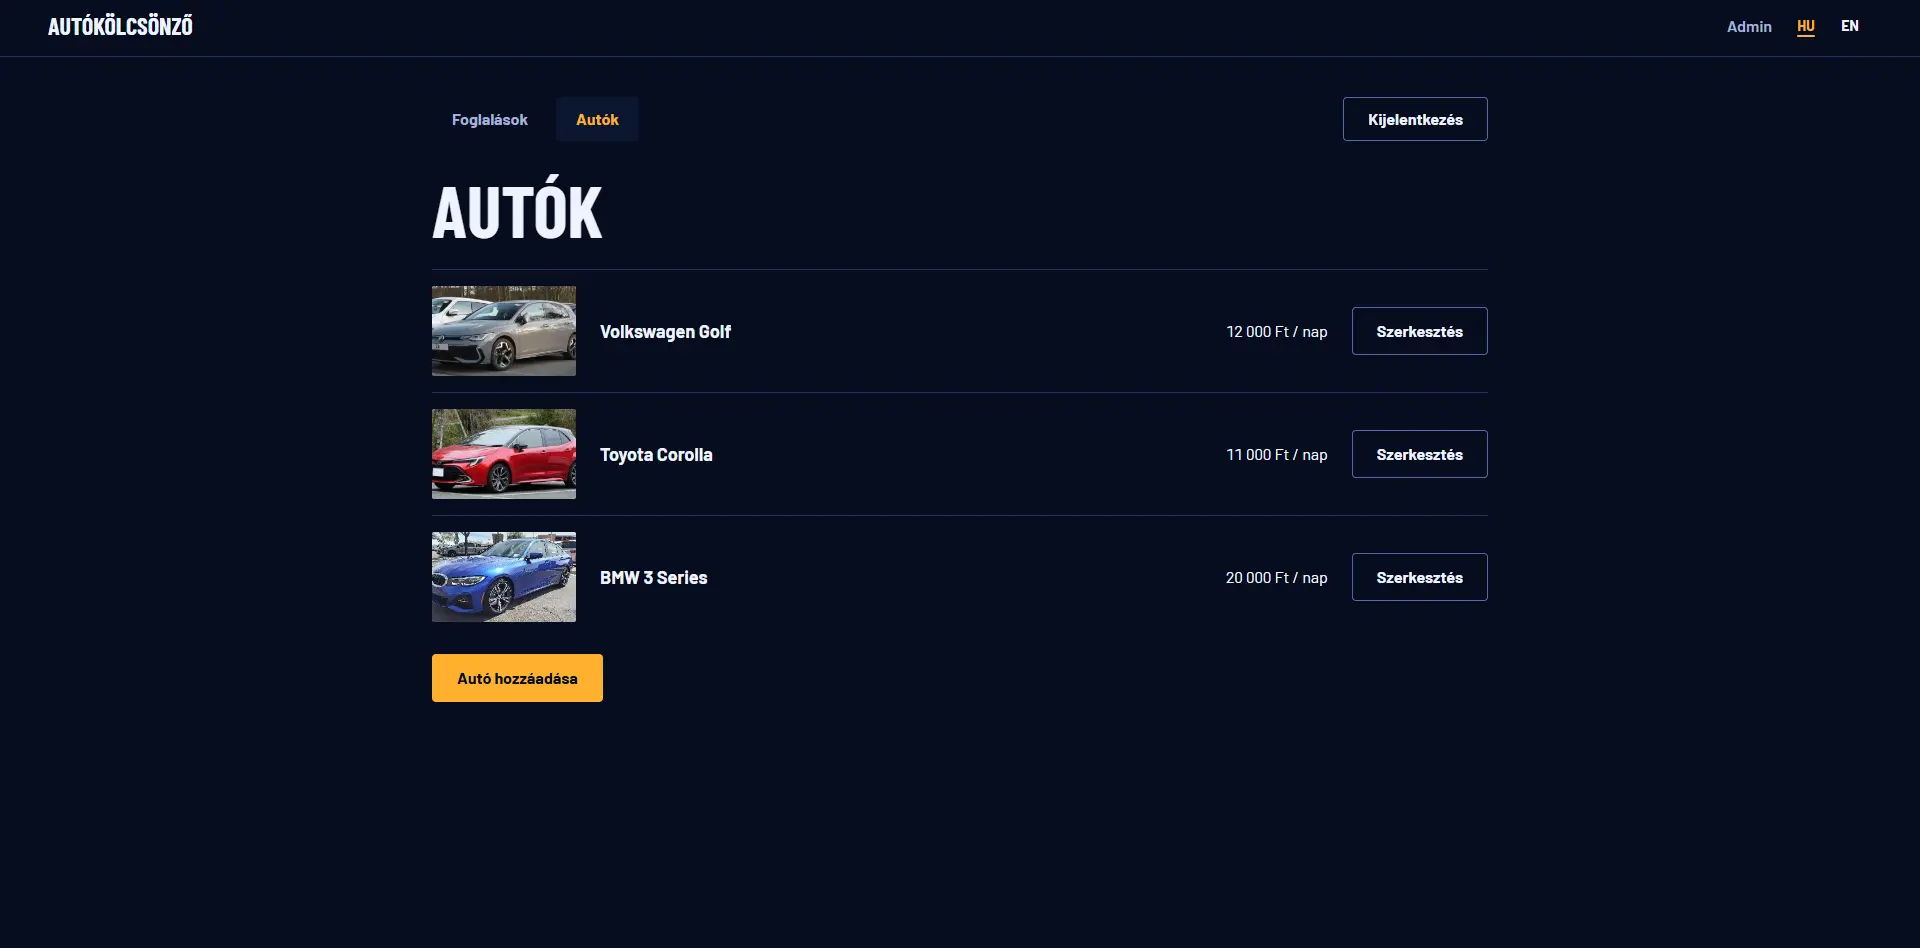 AUTÓKÖLCSÖNZŐ
Admin
HU
EN
Foglalások
Autók
Kijelentkezés
AUTÓK
Volkswagen Golf
12 000 Ft / nap
Szerkesztés
Toyota Corolla
11 000 Ft / nap
Szerkesztés
BMW 3 Series
20 000 Ft / nap
Szerkesztés
Autó hozzáadása